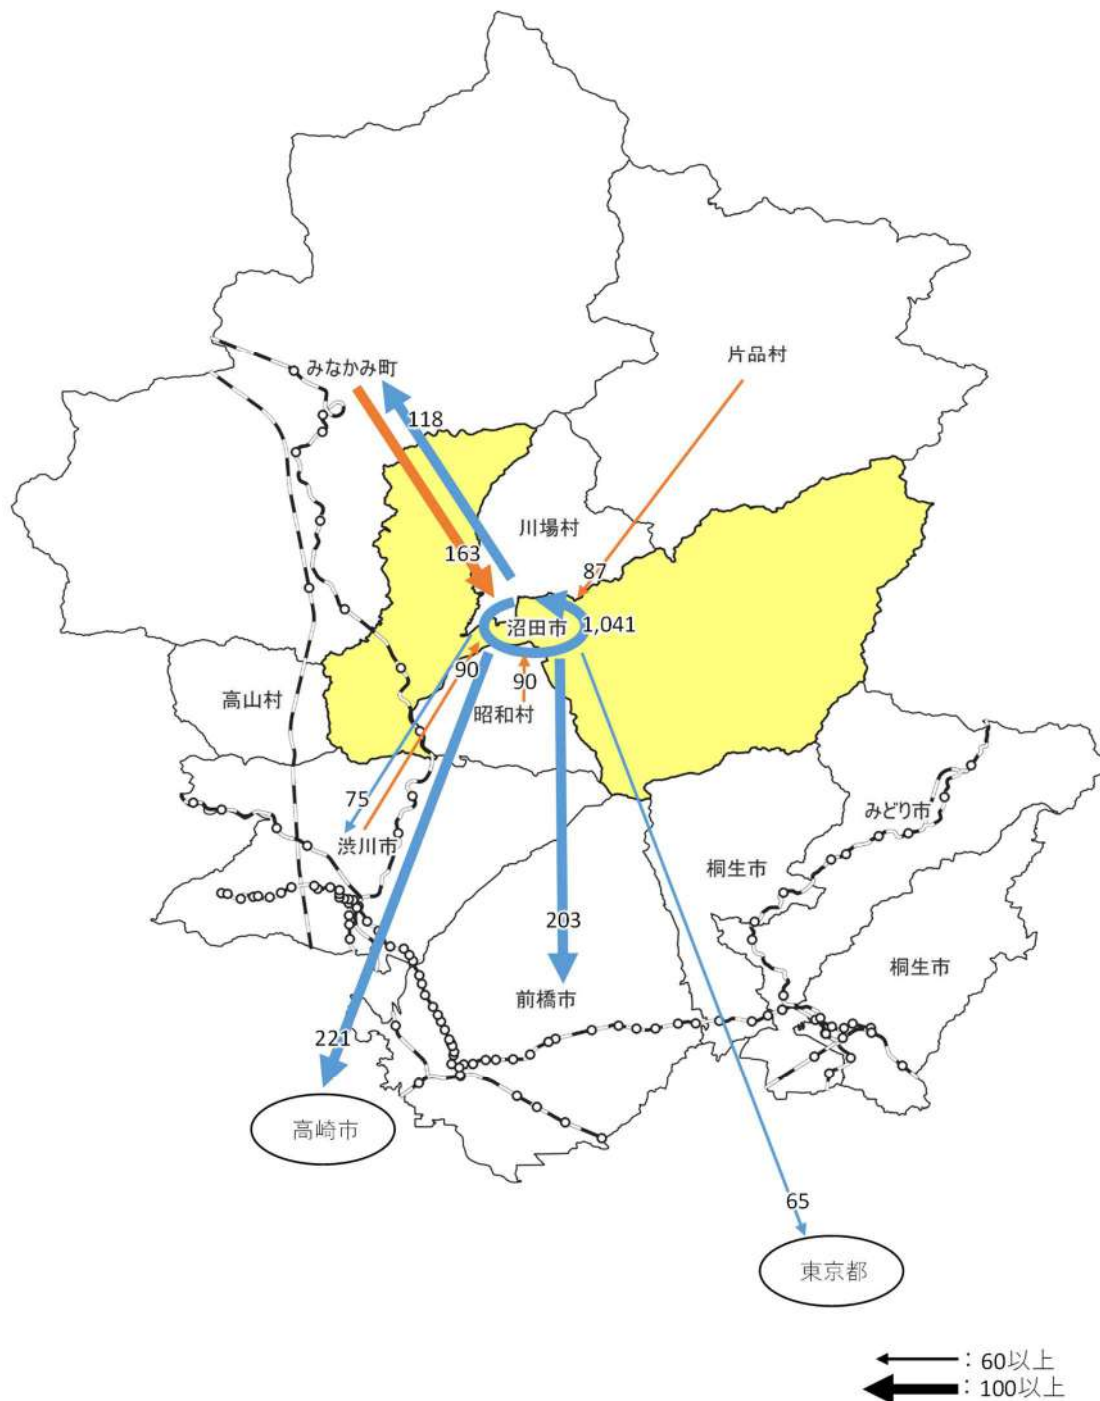 みなかみ町
片品村
118
川場村
163
87
沼田市
1,041
90
90
高山村
昭和村
75
渋川市
みどり市
桐生市
203
桐生市
前橋市
221
高崎市
65
東京都
：60以上
：100以上